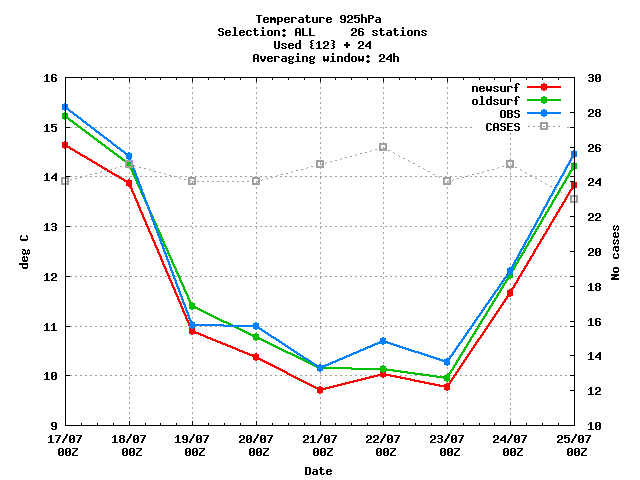 Temperature 925hPa
Selection: ALL     26 stations
Used {12} + 24
Averaging window: 24h
newsurf
oldsurf
OBS
CASES
deg C
16
15
14
13
12
11
10
9
30
28
26
24
22
20
18
16
14
12
10
No cases
17/07 18/07 19/07 20/07 21/07 22/07 23/07 24/07 25/07
00Z 00Z 00Z 00Z 00Z 00Z 00Z 00Z 00Z
Date